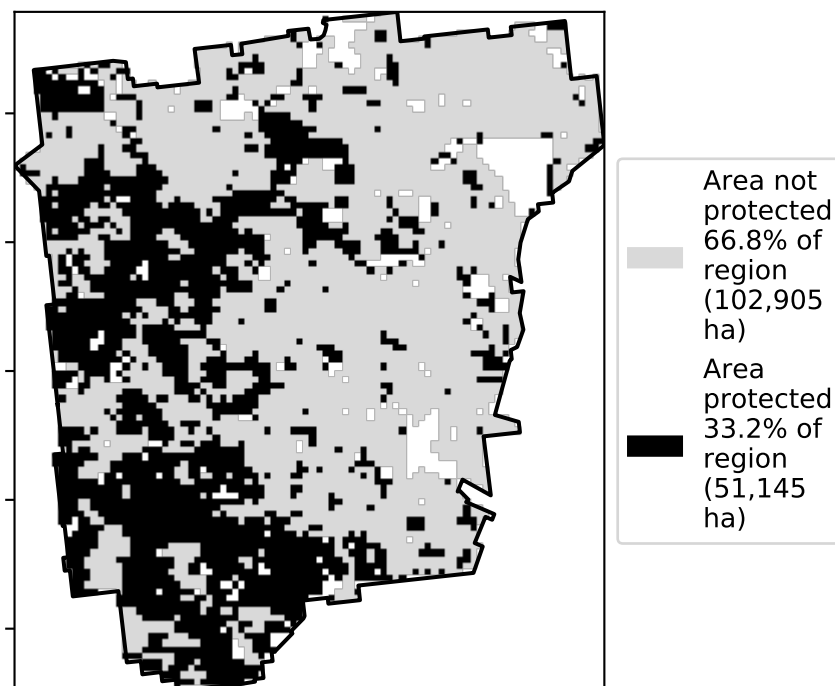 Area not
protected
66.8% of
region
(102,905
ha)
Area
protected
33.2% of
region
(51,145
ha)